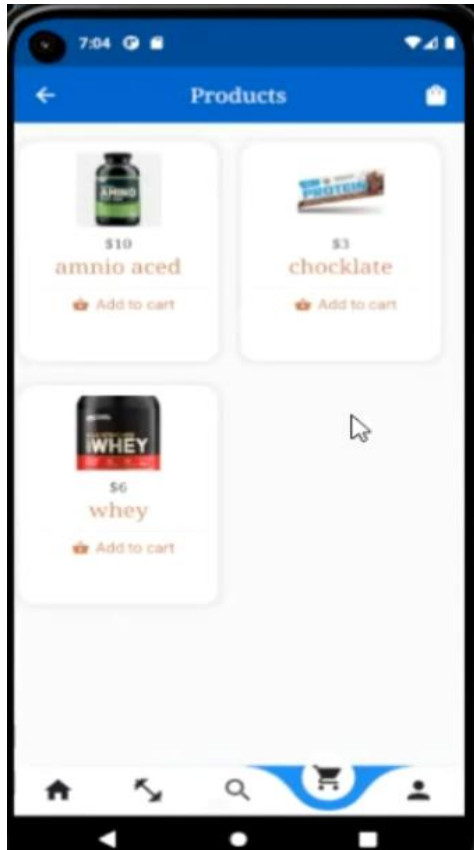 7:04
Products
AMINO
$10
amnio aced
Add to cart
PROTEIN
$3
chocklate
Add to cart
WHEY
$6
whey
Add to cart